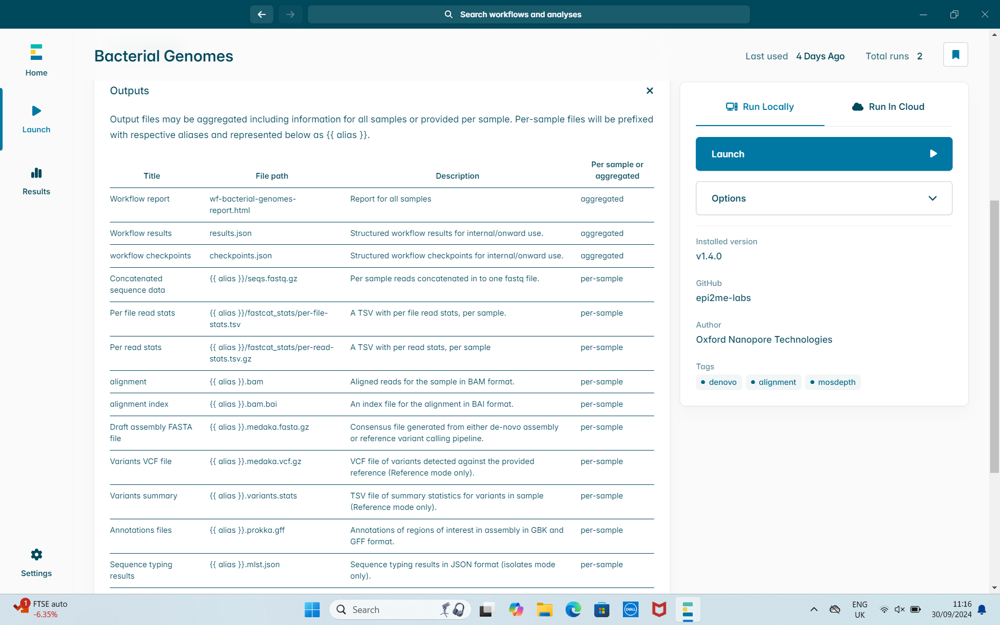 Search workflows and analyses
Home
Launch
Results
Settings
Bacterial Genomes
Last used 4 Days Ago Total runs 2
Outputs
Output files may be aggregated including information for all samples or provided per sample. Per-sample files will be prefixed
with respective aliases and represented below as {{ alias }}.
Title File path Description Per sample or
aggregated
Workflow report wf-bacterial-genomes- Report for all samples aggregated
report.html
Workflow results results.json Structured workflow results for internal/onward use. aggregated
workflow checkpoints checkpoints.json Structured workflow checkpoints for internal/onward use. aggregated
Concatenated {{ alias }}/seqs.fastq.gz Per sample reads concatenated in to one fastq file. per-sample
sequence data
Per file read stats {{ alias }}/fastcat_stats/per-file- A TSV with per file read stats, per sample. per-sample
stats.tsv
Per read stats {{ alias }}/fastcat_stats/per-read- A TSV with per read stats, per sample per-sample
stats.tsv.gz
alignment {{ alias }}.bam Aligned reads for the sample in BAM format. per-sample
alignment index {{ alias }}.bam.bai An index file for the alignment in BAI format. per-sample
Draft assembly FASTA {{ alias }}.medaka.fasta.gz Consensus file generated from either de-novo assembly per-sample
file or reference variant calling pipeline.
Variants VCF file {{ alias }}.medaka.vcf.gz VCF file of variants detected against the provided per-sample
reference (Reference mode only).
Variants summary {{ alias }}.variants.stats TSV file of summary statistics for variants in sample per-sample
(Reference mode only).
Annotations files {{ alias }}.prokka.gff Annotations of regions of interest in assembly in GBK and per-sample
GFF format.
Sequence typing {{ alias }}.mlst.json Sequence typing results in JSON format (isolates mode per-sample
results only).
Run Locally Run In Cloud
Launch
Options
Installed version
v1.4.0
GitHub
epi2me-labs
Author
Oxford Nanopore Technologies
Tags
denovo alignment mosdepth
1 FTSE auto
-6.35%
Search
DELL
ENG
UK
11:16
30/09/2024